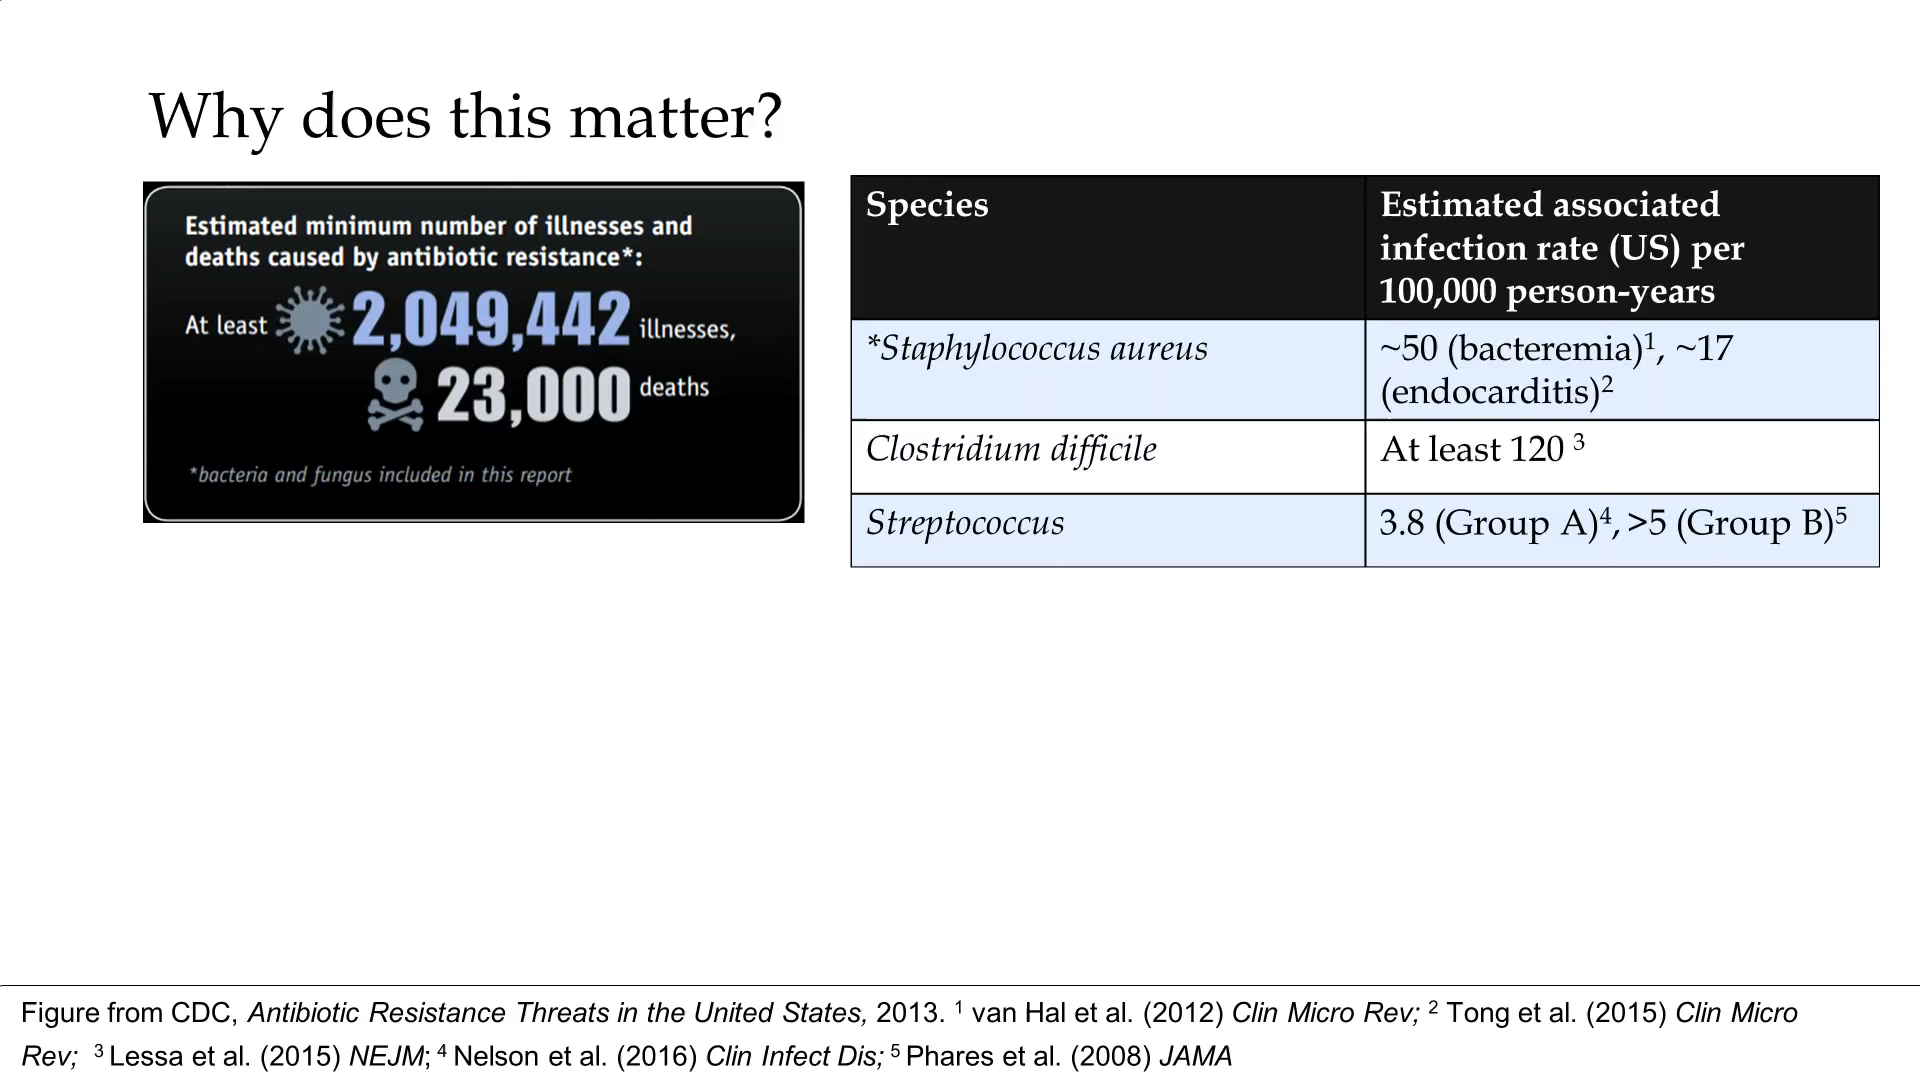 Why does this matter?
Estimated minimum number of illnesses and
deaths caused by antibiotic resistance*:
At least 2,049,442 illnesses,
23,000 deaths
*bacteria and fungus included in this report
Species
Estimated associated
infection rate (US) per
100,000 person-years
*Staphylococcus aureus
~50 (bacteremia)¹, ~17
(endocarditis)²
Clostridium difficile
At least 120 ³
Streptococcus
3.8 (Group A)⁴, >5 (Group B)⁵
Figure from CDC, Antibiotic Resistance Threats in the United States, 2013. ¹ van Hal et al. (2012) Clin Micro Rev; ² Tong et al. (2015) Clin Micro
Rev; ³ Lessa et al. (2015) NEJM; ⁴ Nelson et al. (2016) Clin Infect Dis; ⁵ Phares et al. (2008) JAMA